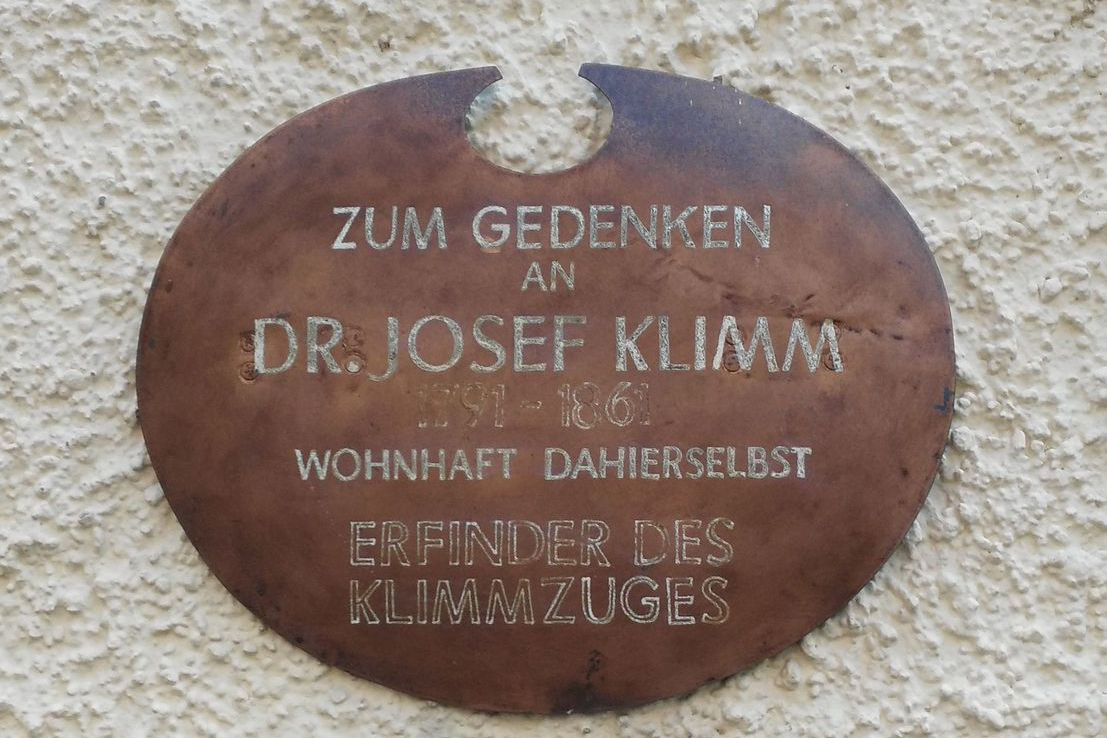 ZUM GEDENKEN
AN
DR. JOSEF KLIMM
1791 - 1861
WOHNHAFT DAHIERSELBST
ERFINDER DES
KLIMMZUGES